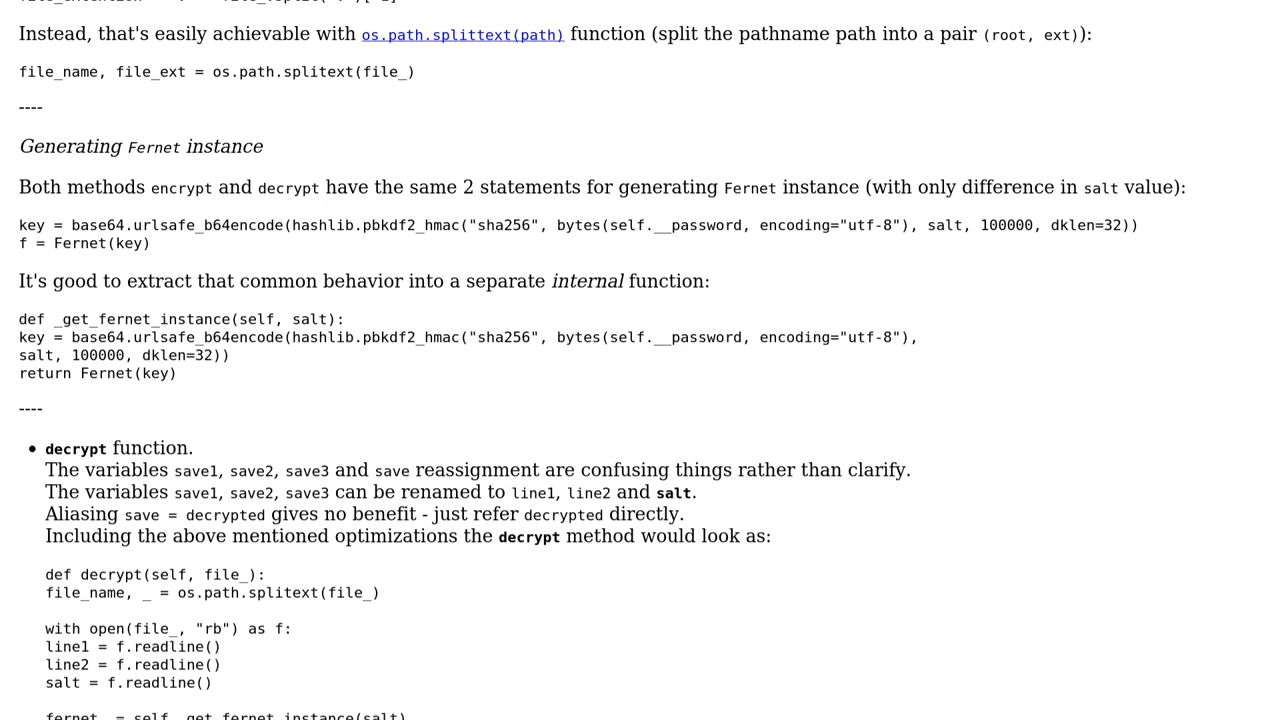 Instead, that's easily achievable with os.path.splittext(path) function (split the pathname path into a pair (root, ext)):
file_name, file_ext = os.path.splitext(file_)
----
Generating Fernet instance
Both methods encrypt and decrypt have the same 2 statements for generating Fernet instance (with only difference in salt value):
key = base64.urlsafe_b64encode(hashlib.pbkdf2_hmac("sha256", bytes(self.__password, encoding="utf-8"), salt, 100000, dklen=32))
f = Fernet(key)
It's good to extract that common behavior into a separate internal function:
def _get_fernet_instance(self, salt):
key = base64.urlsafe_b64encode(hashlib.pbkdf2_hmac("sha256", bytes(self.__password, encoding="utf-8"),
salt, 100000, dklen=32))
return Fernet(key)
----
• decrypt function.
The variables save1, save2, save3 and save reassignment are confusing things rather than clarify.
The variables save1, save2, save3 can be renamed to line1, line2 and salt.
Aliasing save = decrypted gives no benefit - just refer decrypted directly.
Including the above mentioned optimizations the decrypt method would look as:
def decrypt(self, file_):
file_name, _ = os.path.splitext(file_)
with open(file_, "rb") as f:
line1 = f.readline()
line2 = f.readline()
salt = f.readline()
fernet_ = self._get_fernet_instance(salt)